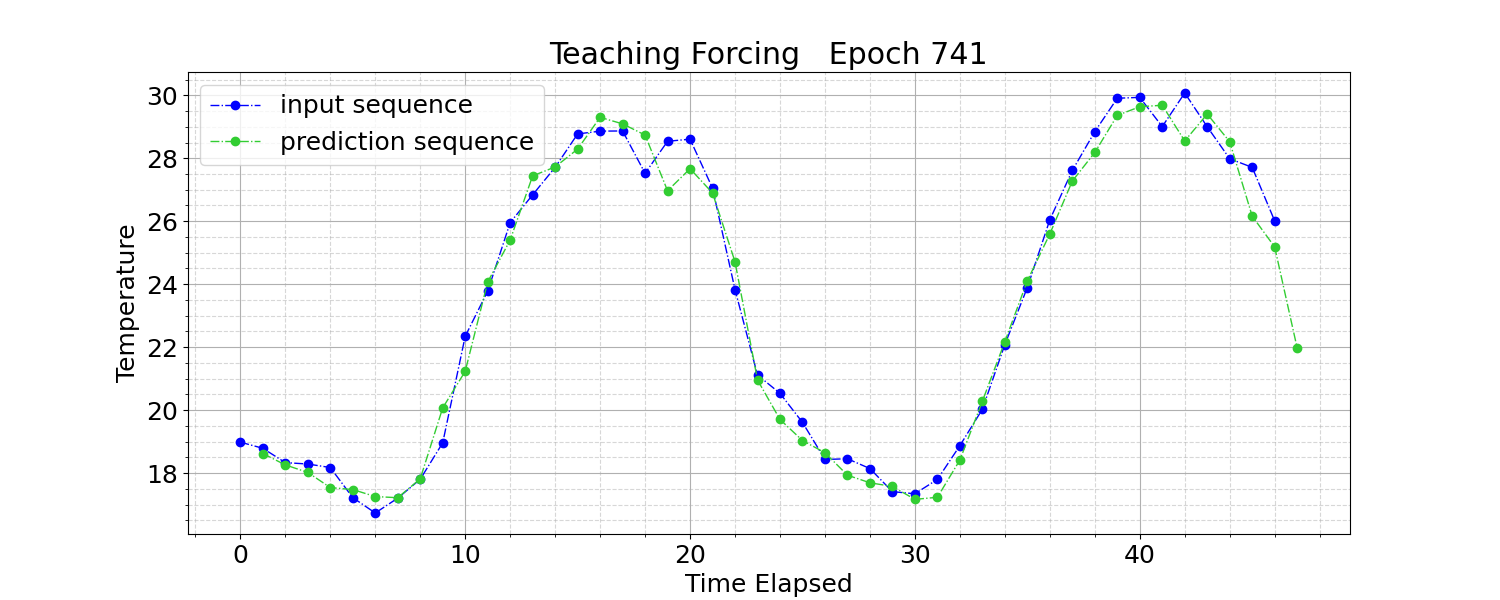 Teaching Forcing   Epoch 741
input sequence
prediction sequence
Temperature
30
28
26
24
22
20
18
0 10 20 30 40
Time Elapsed